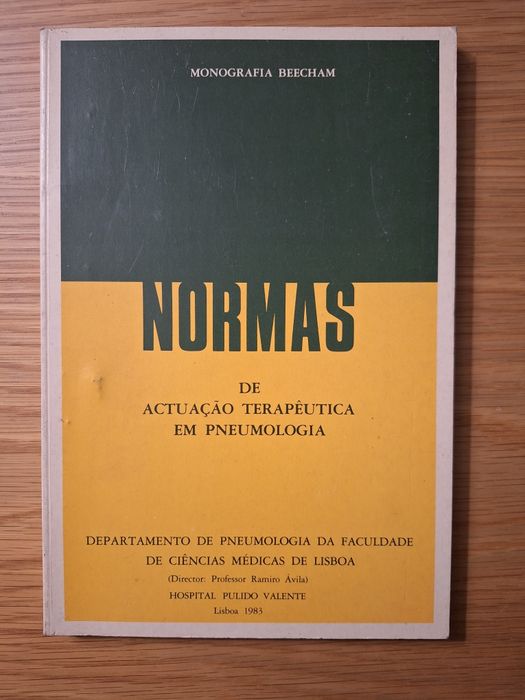 MONOGRAFIA BEECHAM
NORMAS
DE
ACTUAÇÃO TERAPÊUTICA
EM PNEUMOLOGIA
DEPARTAMENTO DE PNEUMOLOGIA DA FACULDADE
DE CIÊNCIAS MÉDICAS DE LISBOA
(Director: Professor Ramiro Ávila)
HOSPITAL PULIDO VALENTE
Lisboa 1983